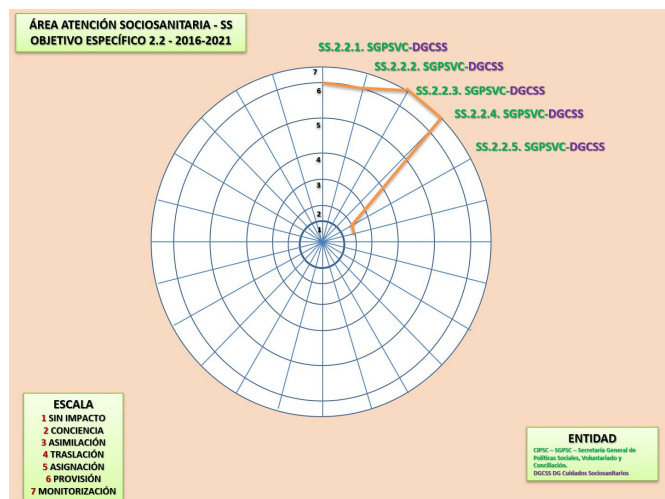 ÁREA ATENCIÓN SOCIOSANITARIA - SS
OBJETIVO ESPECÍFICO 2.2 - 2016-2021
SS.2.2.1. SGPSVC-DGCSS
SS.2.2.2. SGPSVC-DGCSS
SS.2.2.3. SGPSVC-DGCSS
SS.2.2.4. SGPSVC-DGCSS
SS.2.2.5. SGPSVC-DGCSS
7
6
5
4
3
2
1
ESCALA
1 SIN IMPACTO
2 CONCIENCIA
3 ASIMILACIÓN
4 TRASLACIÓN
5 ASIGNACIÓN
6 PROVISIÓN
7 MONITORIZACIÓN
ENTIDAD
CIPSC – SGPSC – Secretaría General de
Políticas Sociales, Voluntariado y
Conciliación.
DGCSS DG Cuidados Sociosanitarios